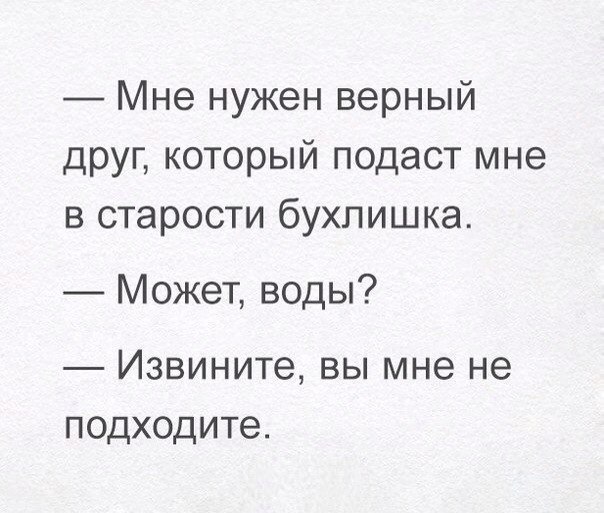 — Мне нужен верный
друг, который подаст мне
в старости бухлишка.
— Может, воды?
— Извините, вы мне не
подходите.